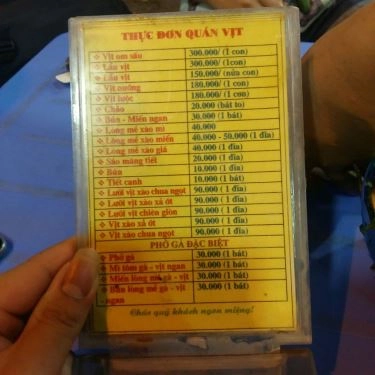 THỰC ĐƠN QUÁN VỊT
❖ Vịt om sấu 300.000/ (1 con)
❖ Lẩu vịt 300.000/ (1con)
❖ Lẩu vịt 150.000/ (nửa con)
❖ Vịt nướng 180.000/ (1 con)
❖ Vịt luộc 180.000/ (1 con)
❖ Cháo 20.000 (bát to)
❖ Bún - Miến ngan 30.000 (1 bát)
❖ Lòng mề xào mì 40.000
❖ Lòng mề xào miến 40.000 - 50.000 (1 đĩa)
❖ Lòng mề xào giá 40.000 (1 đĩa)
❖ Sào măng tiết 20.000 (1 đĩa)
❖ Bún 10.000 (1 đĩa)
❖ Tiết canh 10.000 (1 bát)
❖ Lưỡi vịt xào chua ngọt 90.000 (1 đĩa)
❖ Lưỡi vịt xào xả ớt 90.000 (1 đĩa)
❖ Lưỡi vịt chiên giòn 90.000 (1 đĩa)
❖ Vịt xào xả ớt 90.000 (1 đĩa)
❖ Vịt xào chua ngọt 90.000 (1 đĩa)
PHỞ GÀ ĐẶC BIỆT
❖ Phở gà 30.000 (1 bát)
❖ Mì tôm gà - vịt ngan 30.000 (1 bát)
❖ Miến lòng mề gà - vịt 30.000 (1 bát)
❖ Bún lòng mề gà - vịt - ngan 30.000 (1 bát)
Chúc quý khách ngon miệng!